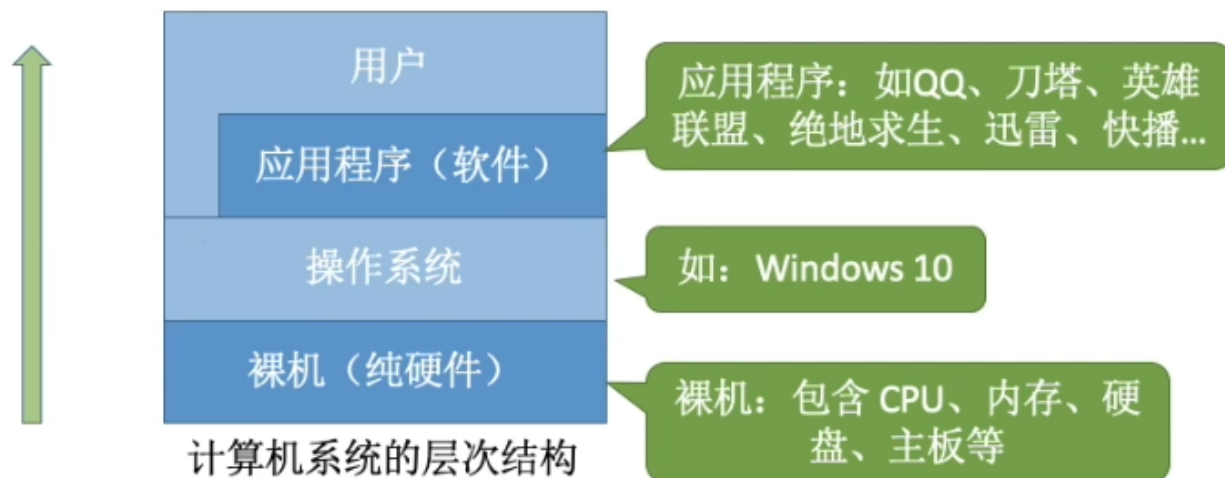 用户
应用程序：如QQ、刀塔、英雄
联盟、绝地求生、迅雷、快播...
应用程序（软件）
操作系统
如：Windows 10
裸机（纯硬件）
裸机：包含 CPU、内存、硬
盘、主板等
计算机系统的层次结构